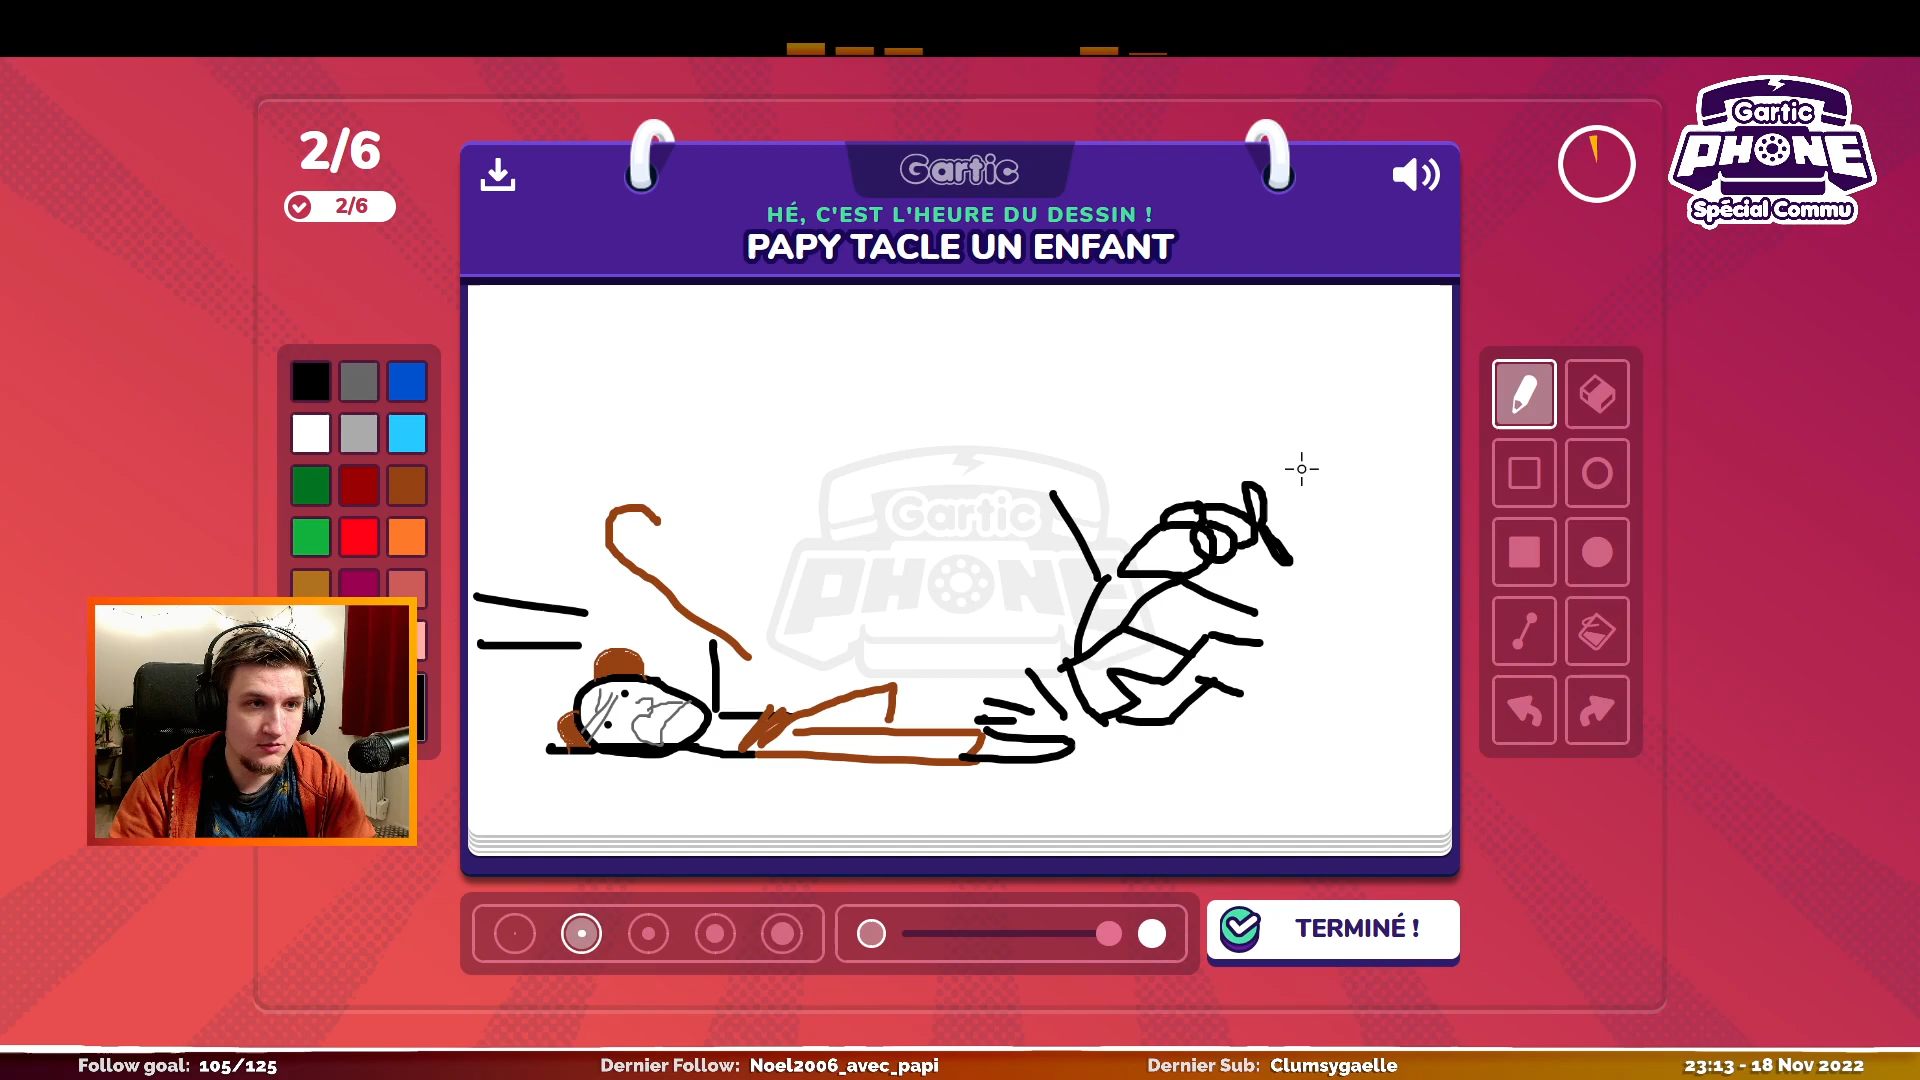 2/6
2/6
Gartic
HÉ, C'EST L'HEURE DU DESSIN !
PAPY TACLE UN ENFANT
Gartic
PHONE
Spécial Commu
Gartic
PHONE
TERMINÉ !
Follow goal: 105/125
Dernier Follow: Noel2006_avec_papi
Dernier Sub: Clumsygaelle
23:13 - 18 Nov 2022